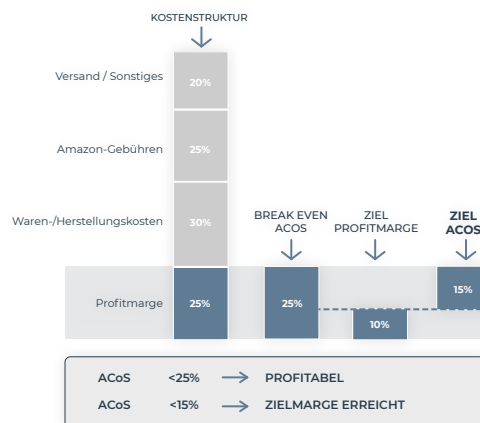 KOSTENSTRUKTUR
Versand / Sonstiges
20%
Amazon-Gebühren
25%
Waren-/Herstellungskosten
30%
BREAK EVEN
ACOS
ZIEL
PROFITMARGE
ZIEL
ACOS
Profitmarge
25%
25%
10%
15%
ACoS <25% PROFITABEL
ACoS <15% ZIELMARGE ERREICHT